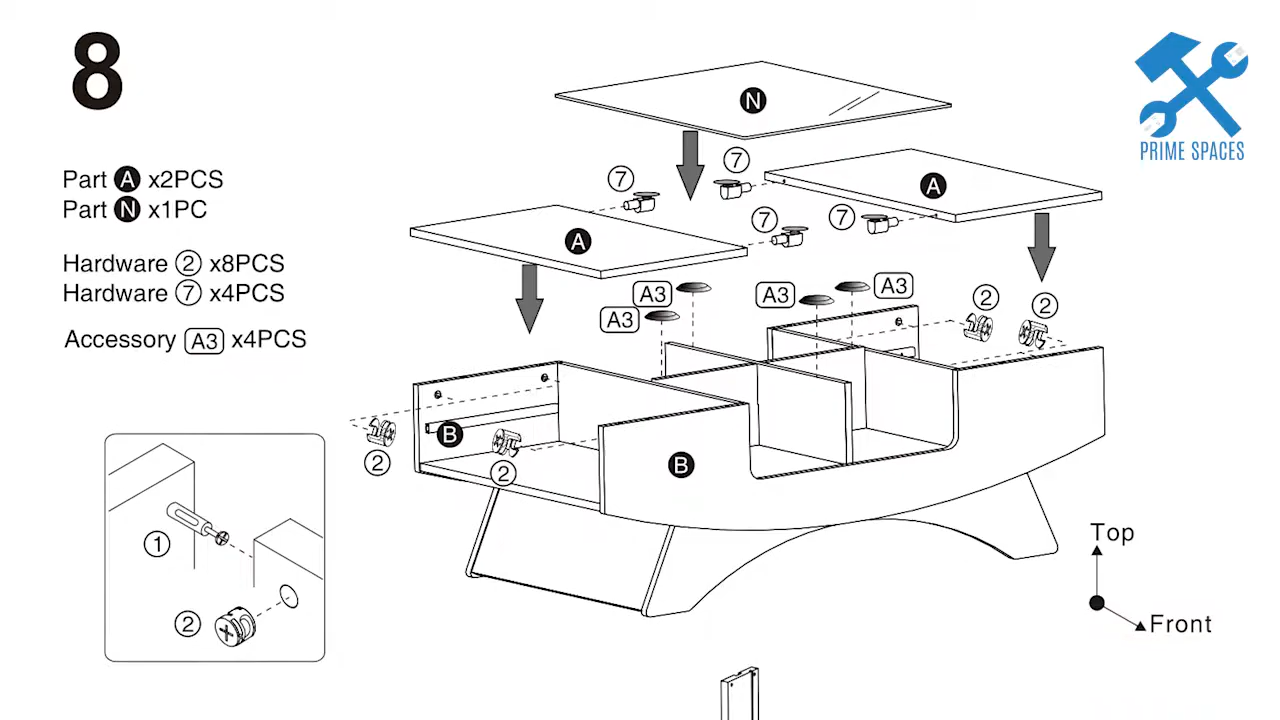 8
PRIME SPACES
Part A x2PCS
Part N x1PC
Hardware 2 x8PCS
Hardware 7 x4PCS
Accessory A3 x4PCS
N
7
7
A
7
7
A
A3
A3
A3
A3
2
2
B
B
2
2
1
2
Top
Front